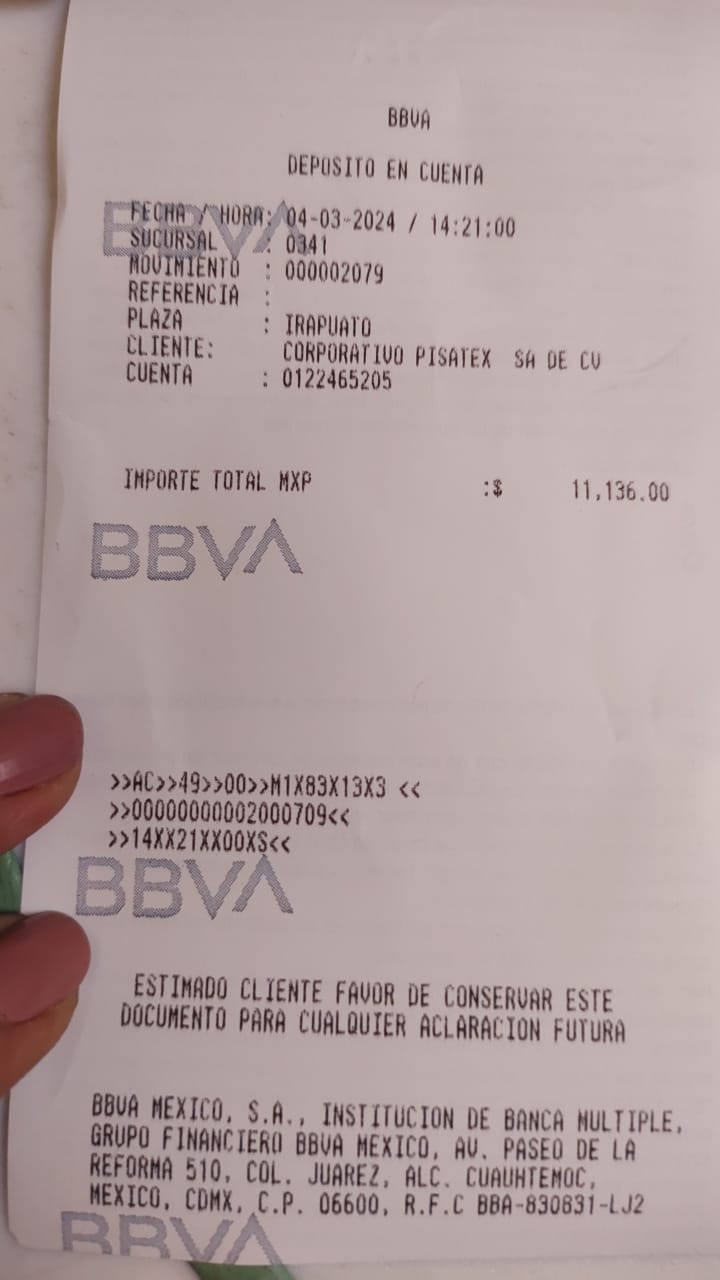 BBVA
DEPOSITO EN CUENTA
FECHA / HORA: 04-03-2024 / 14:21:00
SUCURSAL : 0341
MOVIMIENTO : 000002079
REFERENCIA :
PLAZA : IRAPUATO
CLIENTE: CORPORATIVO PISATEX SA DE CV
CUENTA : 0122465205
IMPORTE TOTAL MXP :$ 11,136.00
BBVA
>>AC>>49>>00>>M1X83X13X3 <<
>>00000000002000709<<
>>14XX21XX00XS<<
BBVA
ESTIMADO CLIENTE FAVOR DE CONSERVAR ESTE
DOCUMENTO PARA CUALQUIER ACLARACION FUTURA
BBVA MEXICO, S.A., INSTITUCION DE BANCA MULTIPLE,
GRUPO FINANCIERO BBVA MEXICO, AV. PASEO DE LA
REFORMA 510, COL. JUAREZ, ALC. CUAUHTEMOC,
MEXICO, CDMX, C.P. 06600, R.F.C BBA-830831-LJ2
BBVA